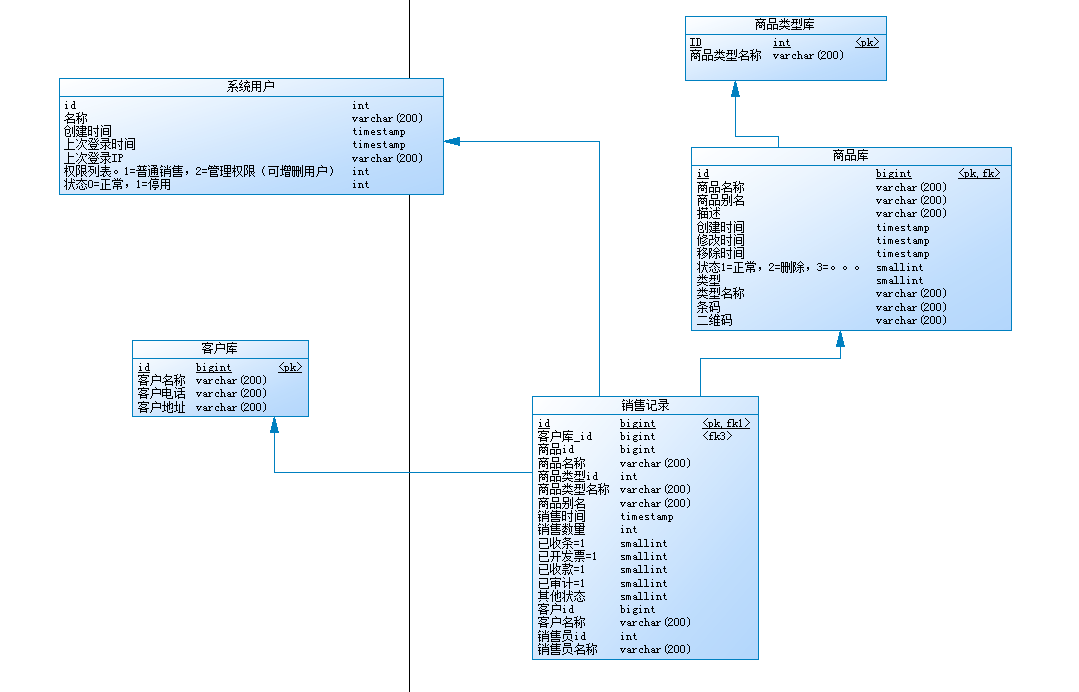 商品类型库
ID int <pk>
商品类型名称 varchar(200)
系统用户
id int
名称 varchar(200)
创建时间 timestamp
上次登录时间 timestamp
上次登录IP varchar(200)
权限列表。1=普通销售，2=管理权限（可增删用户） int
状态0=正常，1=停用 int
商品库
id bigint <pk,fk>
商品名称 varchar(200)
商品别名 varchar(200)
描述 varchar(200)
创建时间 timestamp
修改时间 timestamp
移除时间 timestamp
状态1=正常，2=删除，3=。。。 smallint
类型 smallint
类型名称 varchar(200)
条码 varchar(200)
二维码 varchar(200)
客户库
id bigint <pk>
客户名称 varchar(200)
客户电话 varchar(200)
客户地址 varchar(200)
销售记录
id bigint <pk,fk1>
客户库_id bigint <fk3>
商品id bigint
商品名称 varchar(200)
商品类型id int
商品类型名称 varchar(200)
商品别名 varchar(200)
销售时间 timestamp
销售数量 int
已收条=1 smallint
已开发票=1 smallint
已收款=1 smallint
已审计=1 smallint
其他状态 smallint
客户id bigint
客户名称 varchar(200)
销售员id int
销售员名称 varchar(200)